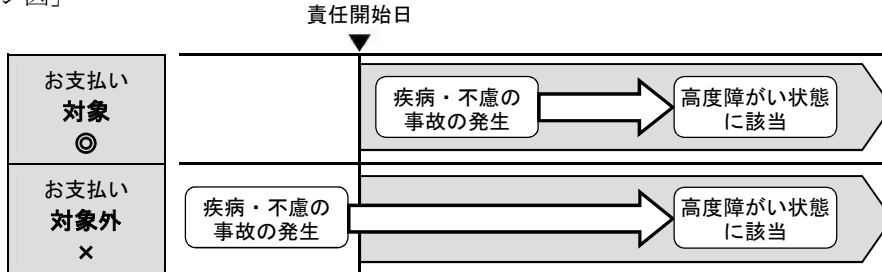 責任開始日
お支払い
対象
◎
疾病・不慮の
事故の発生
高度障がい状態
に該当
お支払い
対象外
×
疾病・不慮の
事故の発生
高度障がい状態
に該当